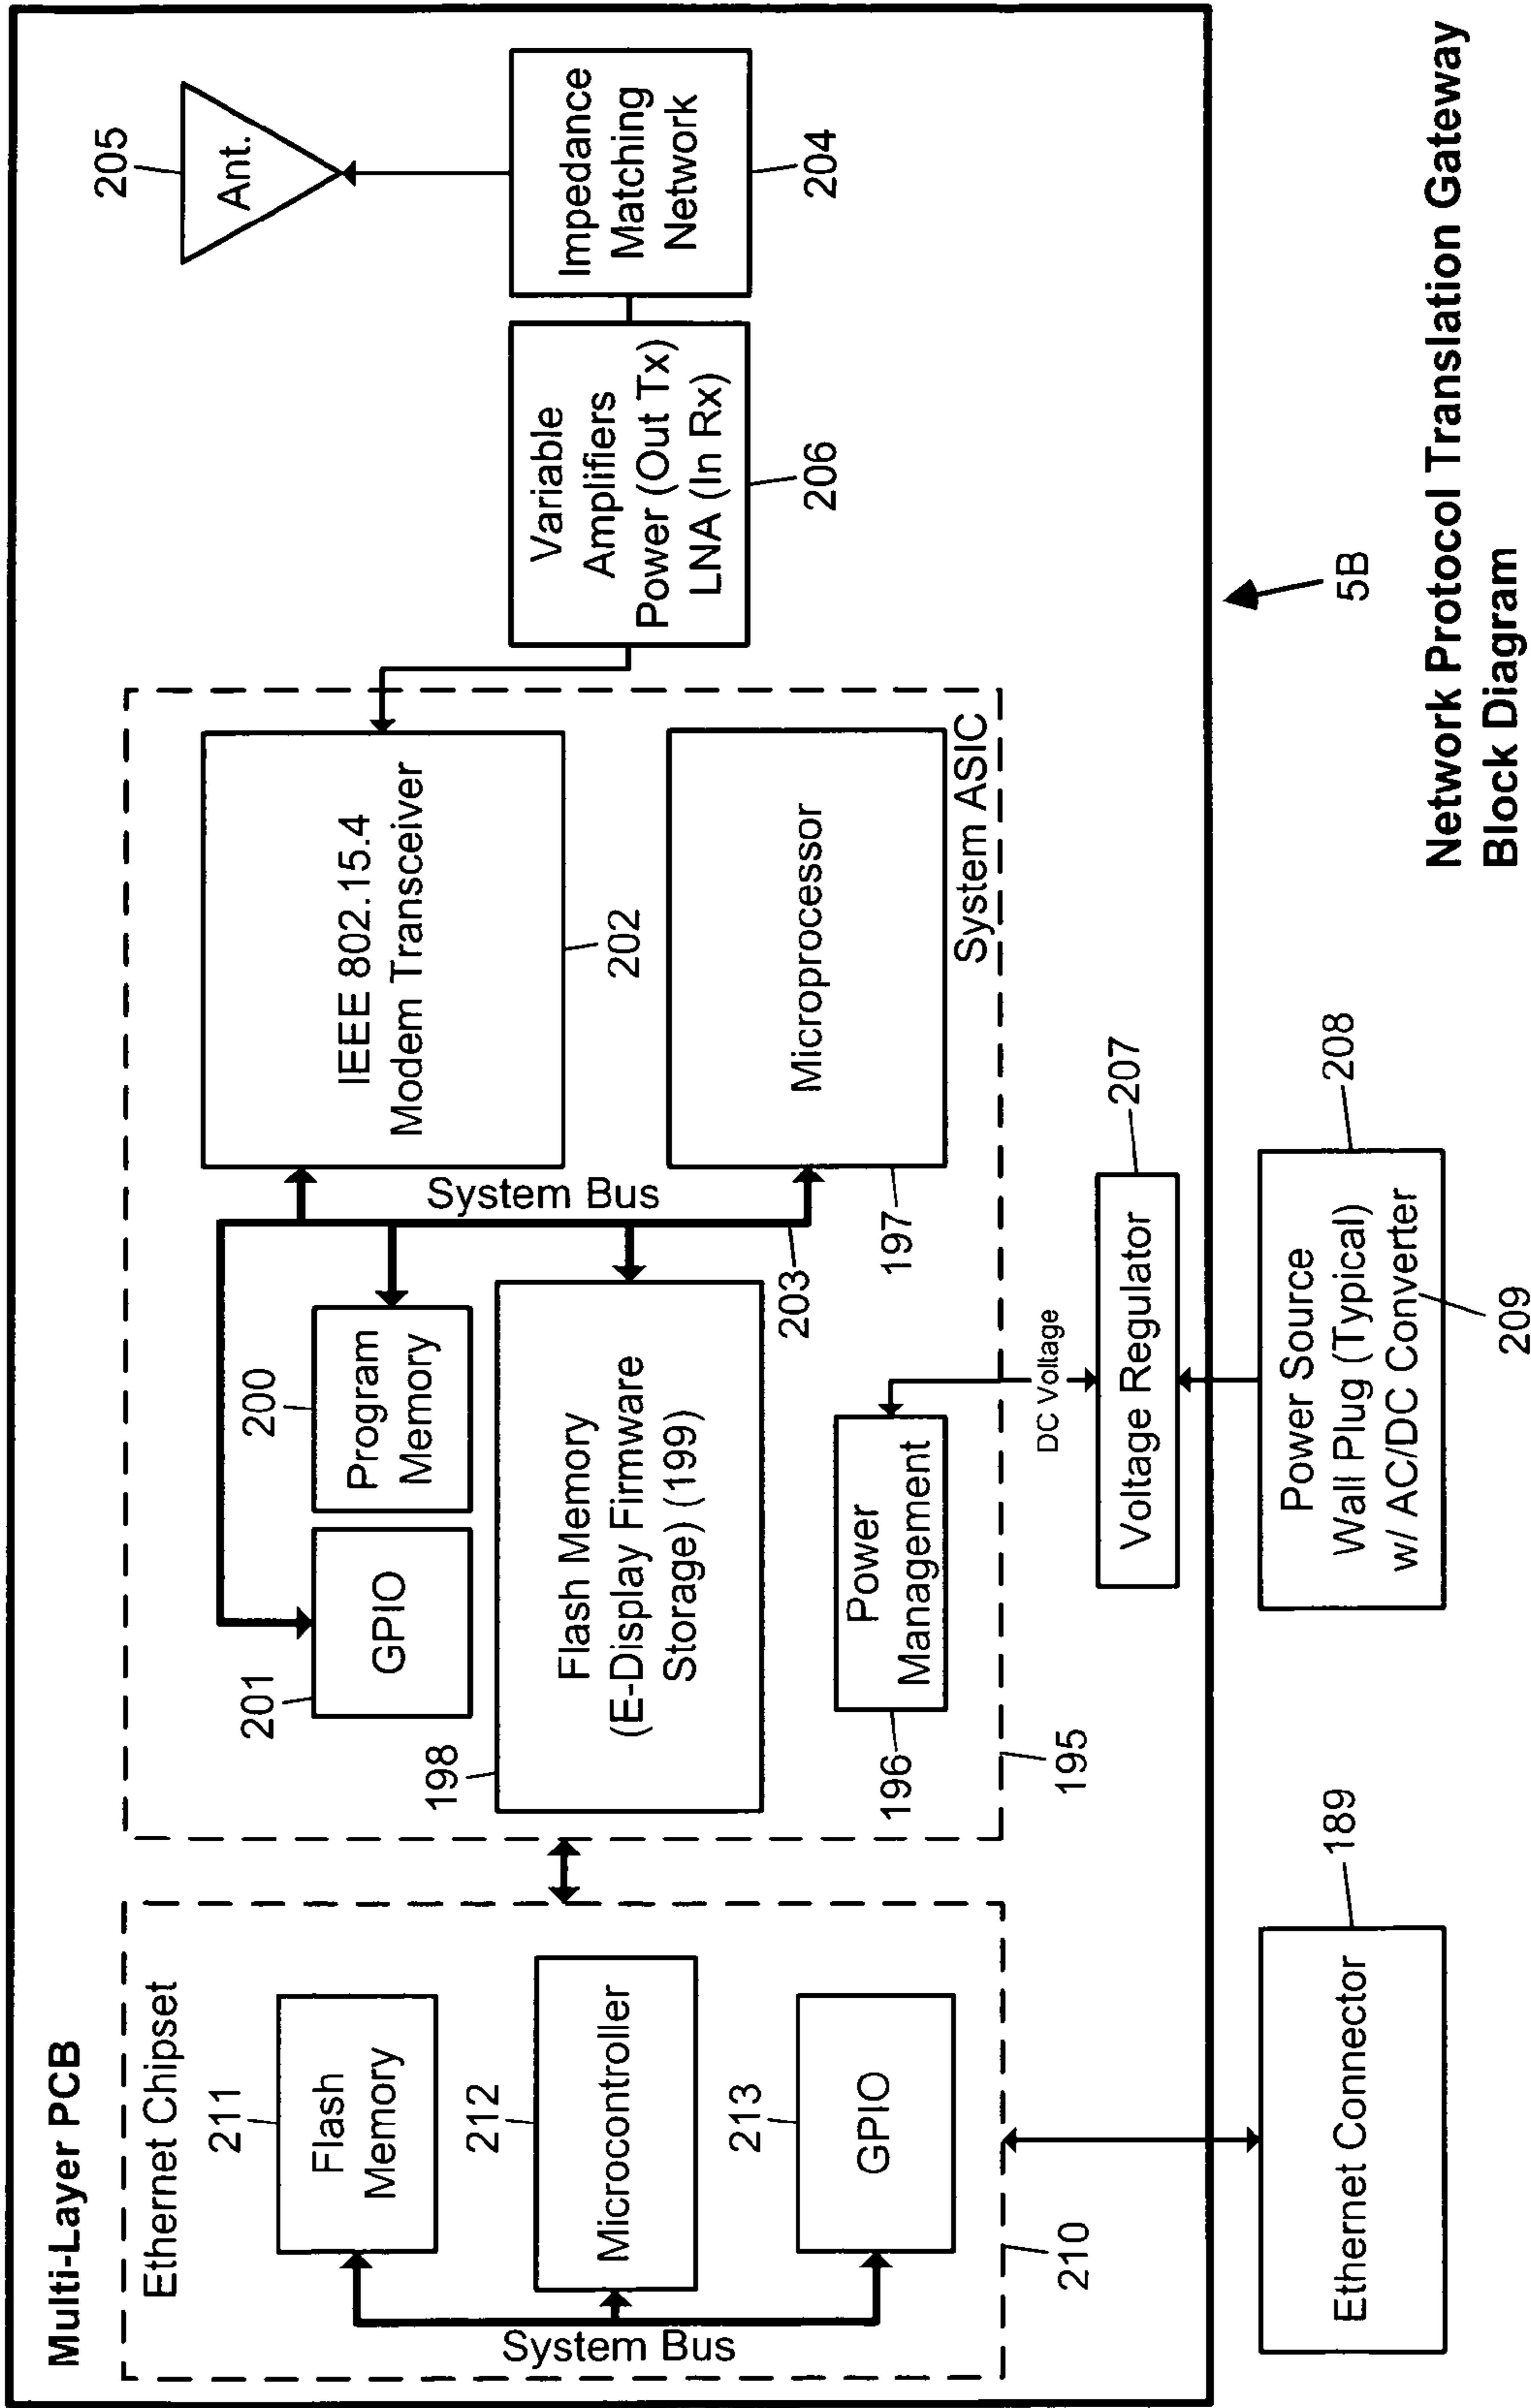 Multi-Layer PCB
Ethernet Chipset
211
Flash
Memory
212
Microcontroller
213
GPIO
System Bus
210
Ethernet Connector
189
201
GPIO
200
Program
Memory
198
Flash Memory
(E-Display Firmware
Storage) (199)
System Bus
203
IEEE 802.15.4
Modem Transceiver
202
Microprocessor
197
System ASIC
196
Power
Management
195
DC Voltage
Voltage Regulator
207
Power Source
Wall Plug (Typical)
w/ AC/DC Converter
208
209
Variable
Amplifiers
Power (Out Tx)
LNA (In Rx)
206
Impedance
Matching
Network
204
205
Ant.
5B
Network Protocol Translation Gateway
Block Diagram